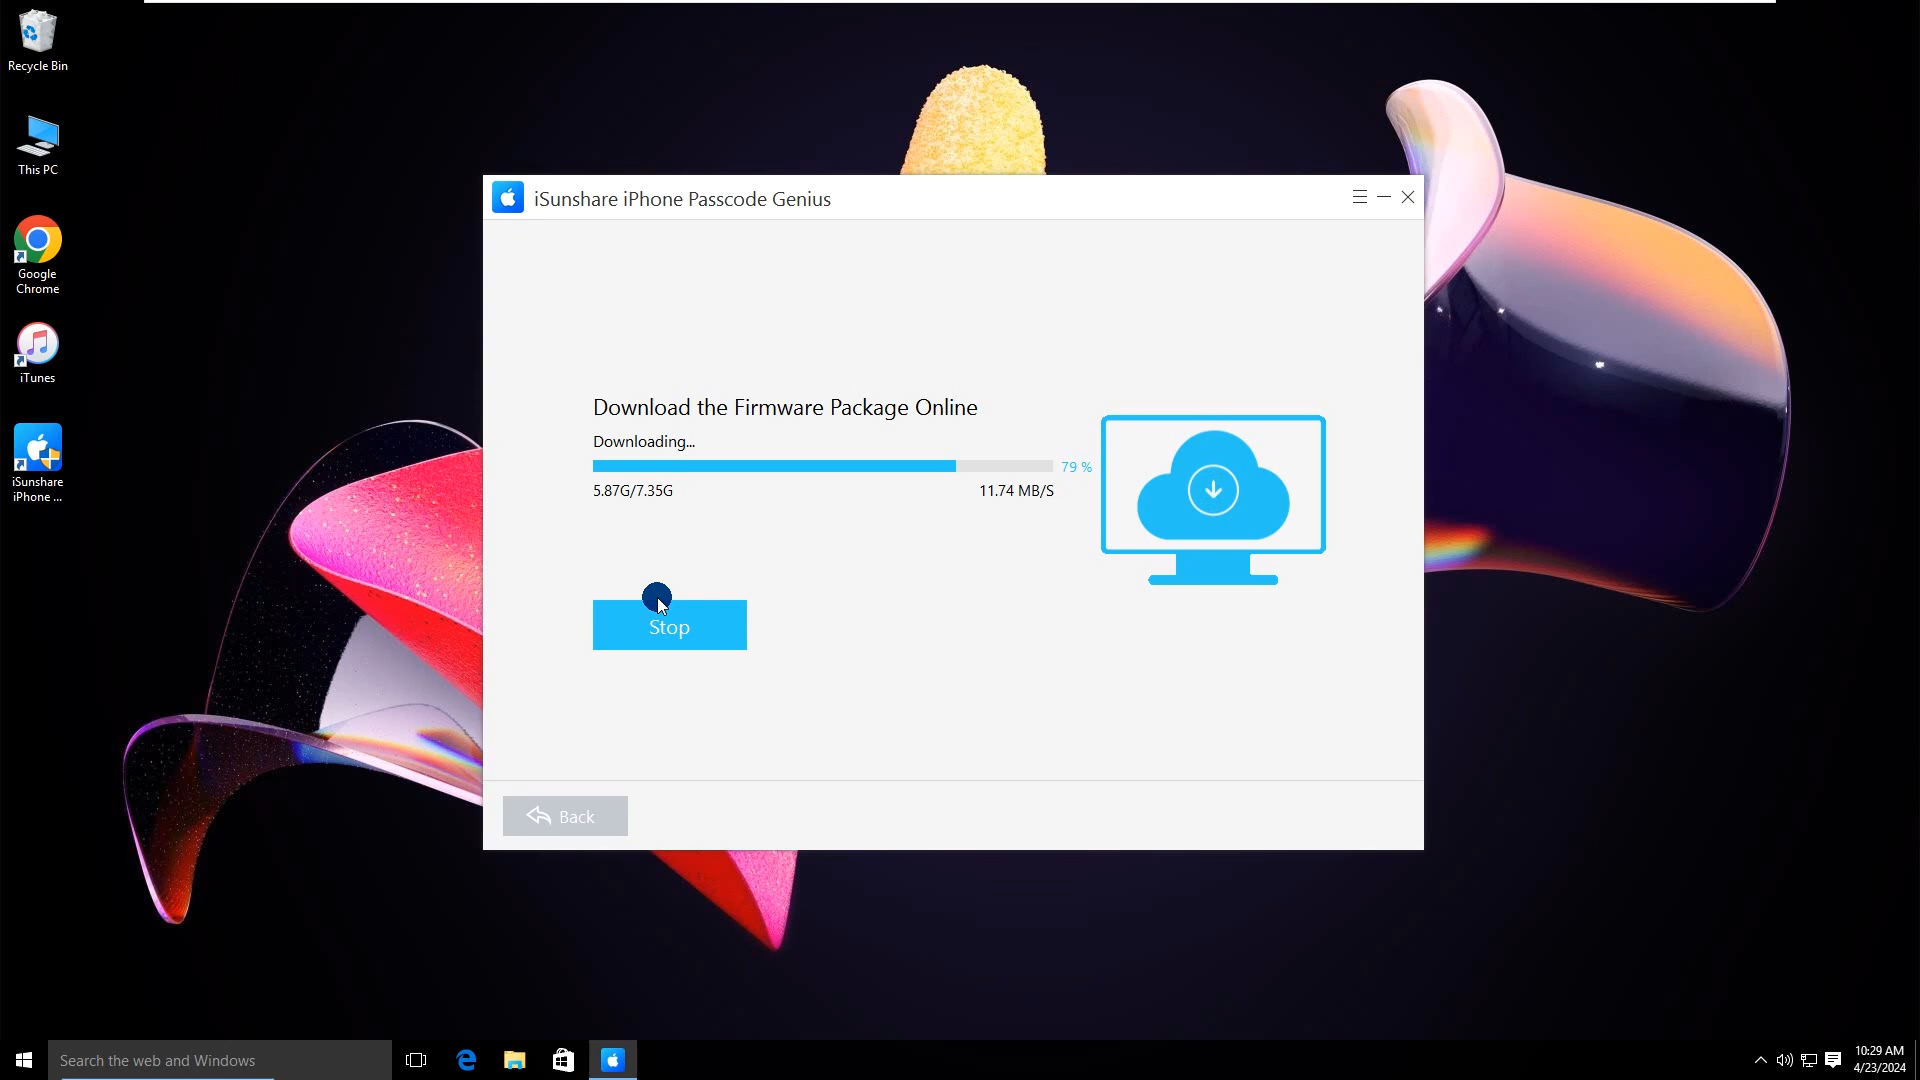 Recycle Bin
This PC
Google
Chrome
iTunes
iSunshare
iPhone ...
iSunshare iPhone Passcode Genius
Download the Firmware Package Online
Downloading...
79 %
5.87G/7.35G
11.74 MB/S
Stop
Back
Search the web and Windows
10:29 AM
4/23/2024